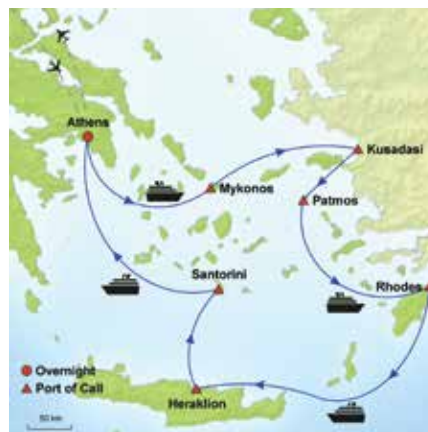 Athens
Kusadasi
Mykonos
Patmos
Santorini
Rhodes
Overnight
Port of Call
Heraklion
50 km